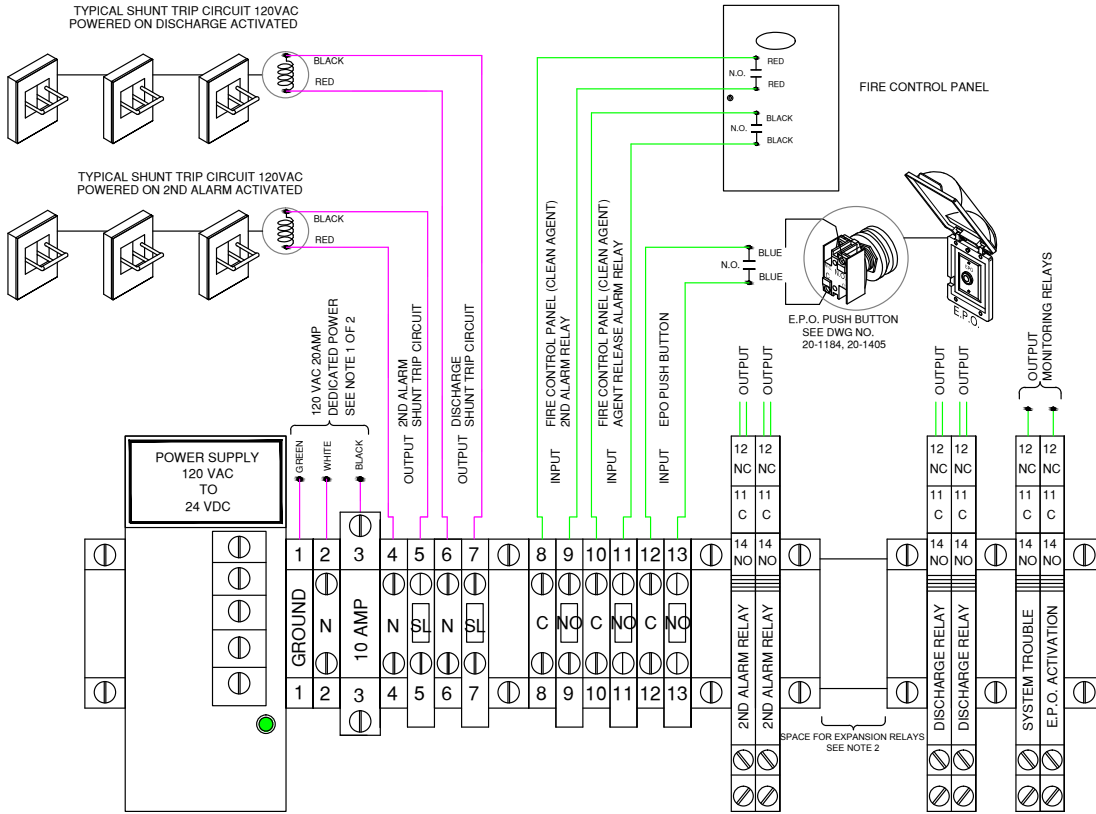 TYPICAL SHUNT TRIP CIRCUIT 120VAC
POWERED ON DISCHARGE ACTIVATED
BLACK
RED
TYPICAL SHUNT TRIP CIRCUIT 120VAC
POWERED ON 2ND ALARM ACTIVATED
BLACK
RED
RED
N.O.
RED
BLACK
N.O.
BLACK
FIRE CONTROL PANEL
BLUE
N.O.
BLUE
N.O.
C
E.P.O. PUSH BUTTON
SEE DWG NO.
20-1184, 20-1405
E.P.O.
120 VAC 20AMP
DEDICATED POWER
SEE NOTE 1 OF 2
GREEN
WHITE
BLACK
OUTPUT 2ND ALARM
SHUNT TRIP CIRCUIT
OUTPUT DISCHARGE
SHUNT TRIP CIRCUIT
INPUT FIRE CONTROL PANEL (CLEAN AGENT)
2ND ALARM RELAY
INPUT FIRE CONTROL PANEL (CLEAN AGENT)
AGENT RELEASE ALARM RELAY
INPUT EPO PUSH BUTTON
OUTPUT
OUTPUT
OUTPUT
OUTPUT
OUTPUT
MONITORING RELAYS
POWER SUPPLY
120 VAC
TO
24 VDC
1 2 3 4 5 6 7 8 9 10 11 12 13
GROUND N 10 AMP N SL N SL C NO C NO C NO
1 2 3 4 5 6 7 8 9 10 11 12 13
12 12 12 12 12 12
NC NC NC NC NC NC
11 11 11 11 11 11
C C C C C C
14 14 14 14 14 14
NO NO NO NO NO NO
2ND ALARM RELAY
2ND ALARM RELAY
SPACE FOR EXPANSION RELAYS
SEE NOTE 2
DISCHARGE RELAY
DISCHARGE RELAY
SYSTEM TROUBLE
E.P.O. ACTIVATION